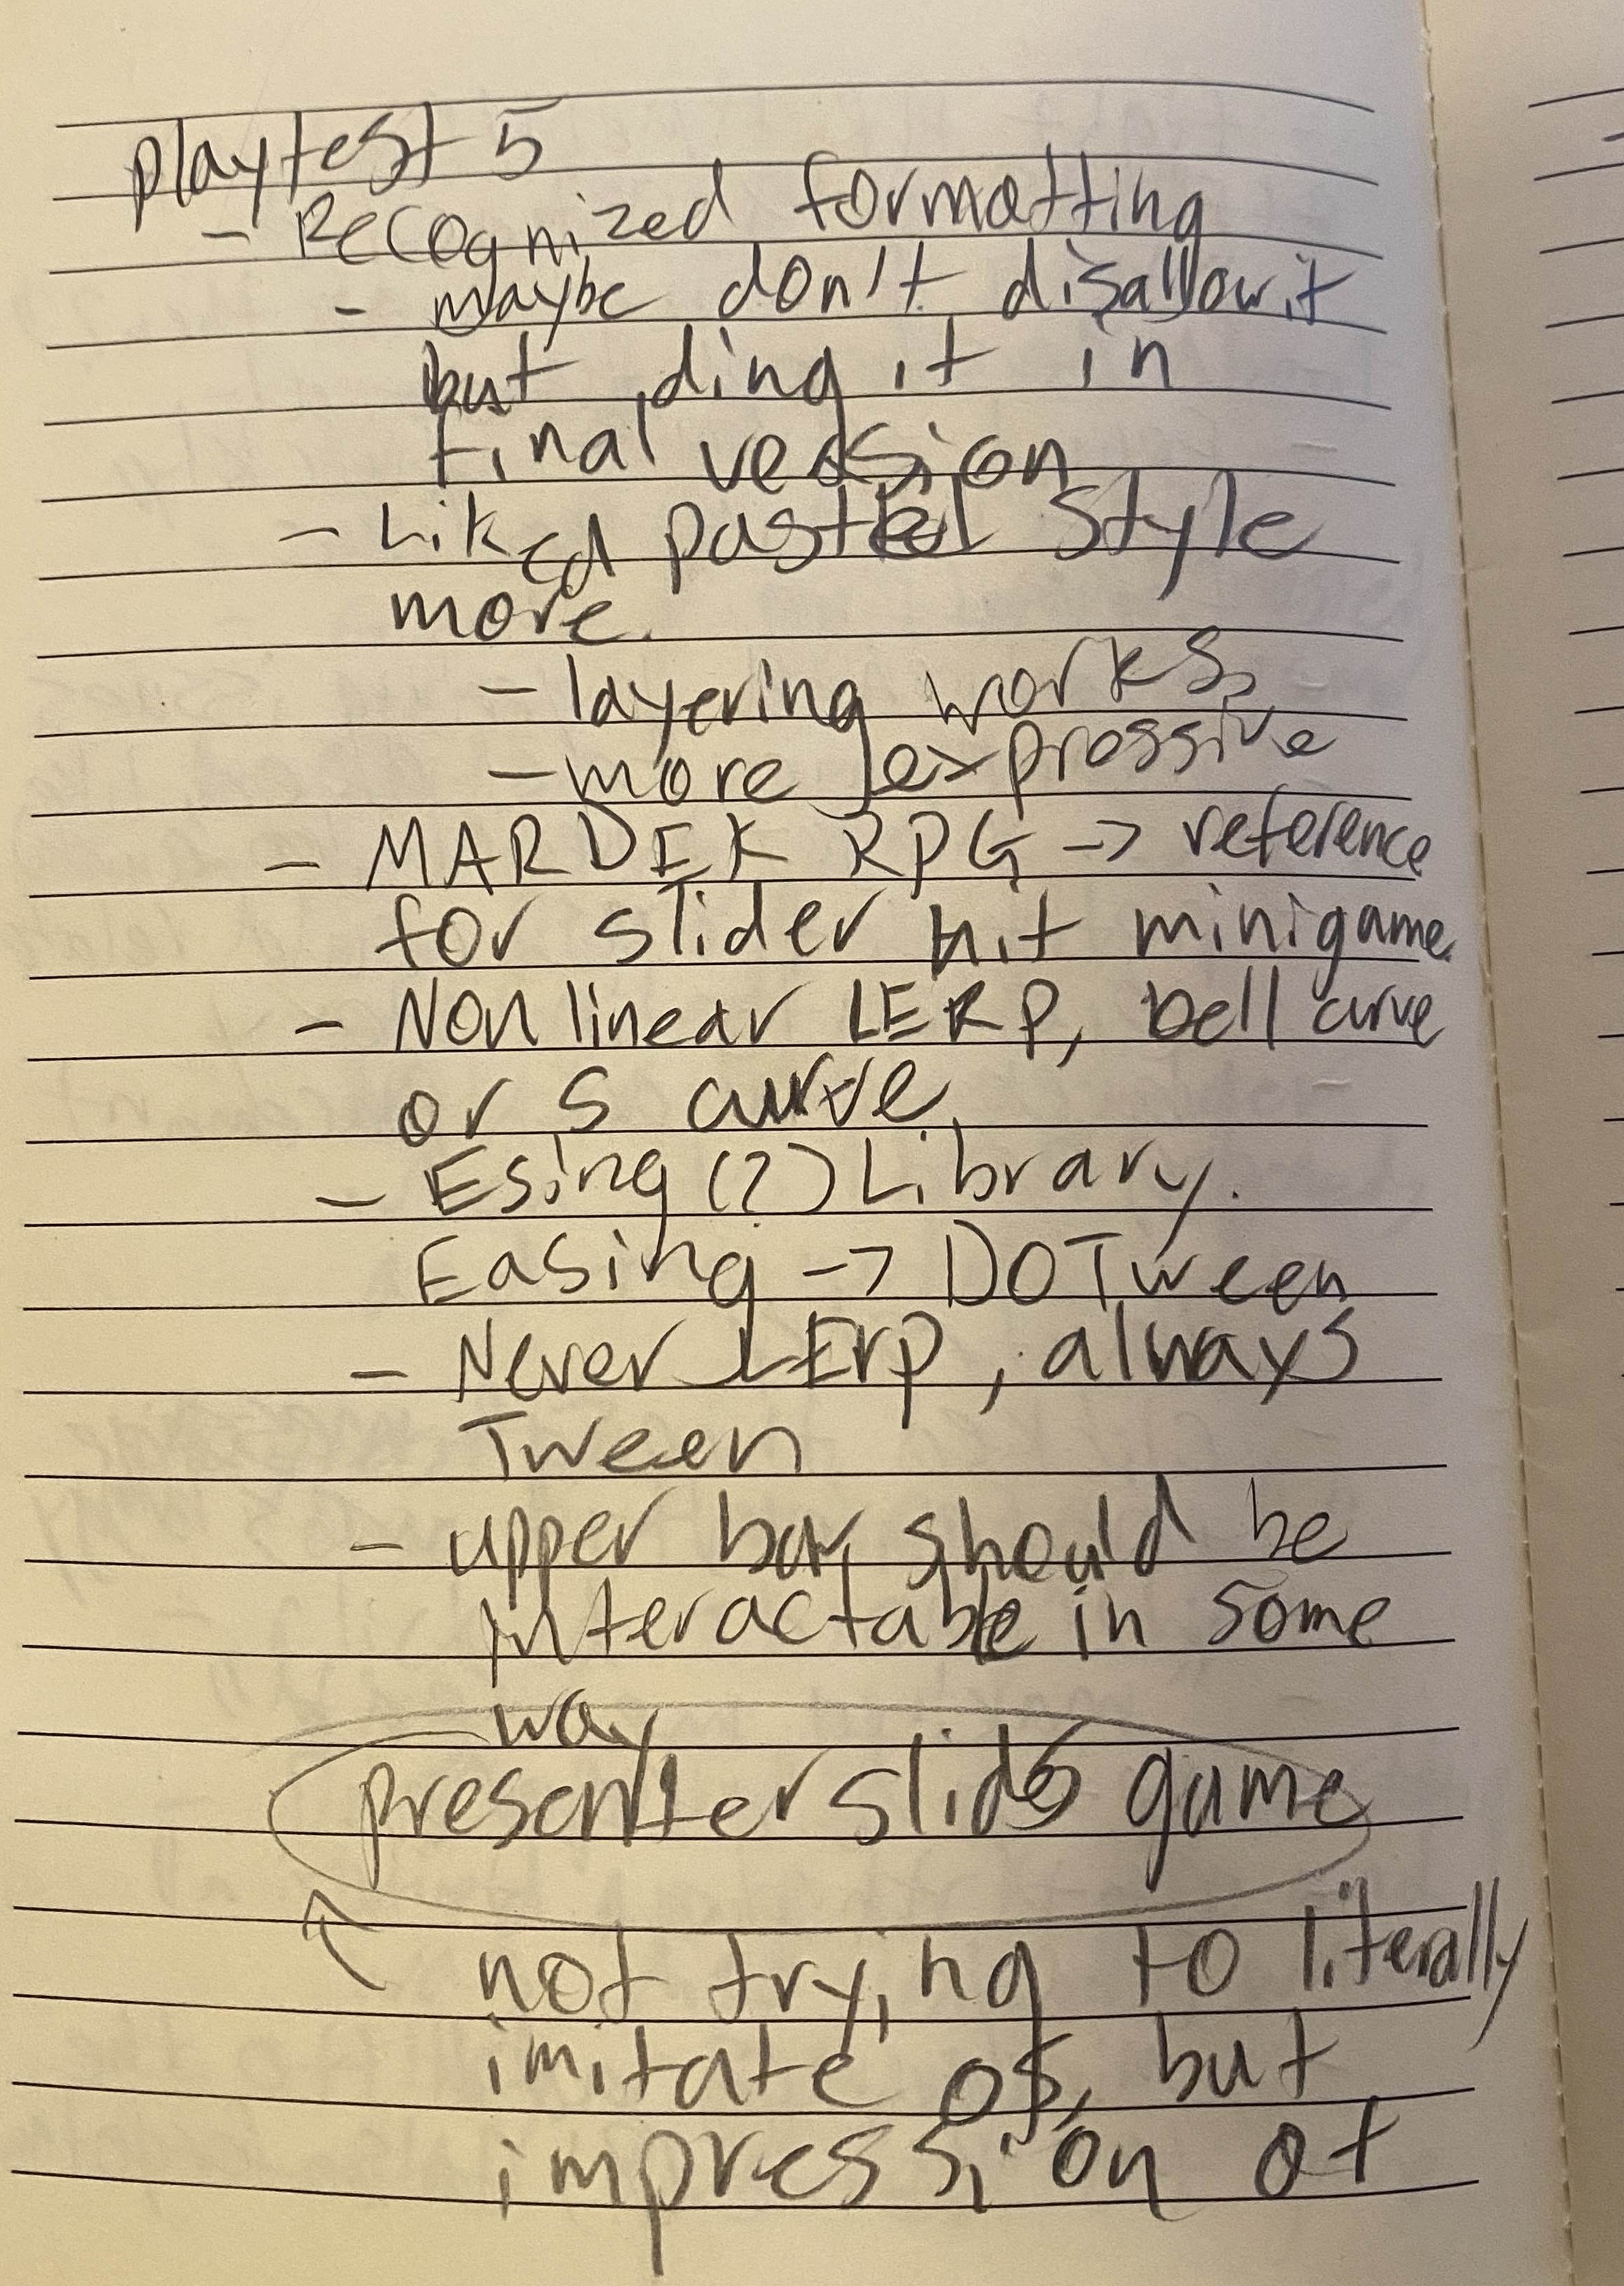 playtest 5
- Recognized formatting
- maybe don't disallow it
but ding it in
final version
- Liked pastel style
more.
- layering works,
- more expressive
- MARDEK RPG -> reference
for slider hit minigame.
- Non linear LERP, bell curve
or S curve
- Esing (?) Library.
Easing -> DOTween
- Never LErp, always
Tween
- upper bar should be
interactable in some
way
presenter slides game
not trying to literally
imitate os, but
impression of